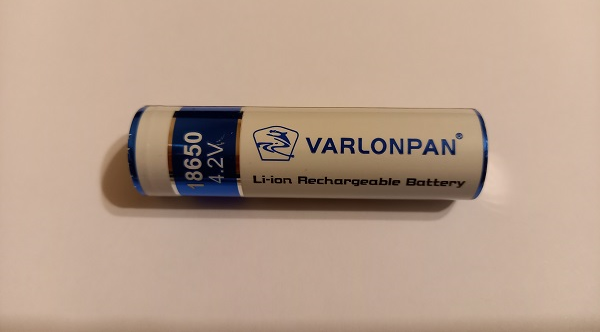 18650
4.2V
VARLONPAN®
Li-ion Rechargeable Battery